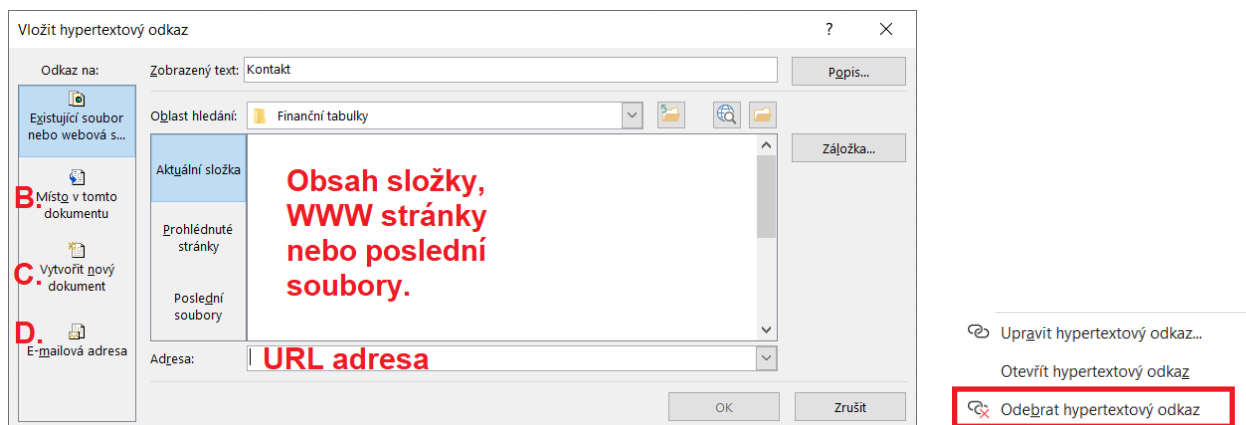 Vložit hypertextový odkaz ?
Odkaz na:
Zobrazený text: Kontakt
Popis...
Existující soubor
nebo webová s...
B. Místo v tomto
dokumentu
C. Vytvořit nový
dokument
D. E-mailová adresa
Oblast hledání: Finanční tabulky
Aktuální složka
Prohlédnuté
stránky
Poslední
soubory
Obsah složky,
WWW stránky
nebo poslední
soubory.
Záložka...
Adresa: URL adresa
OK
Zrušit
Upravit hypertextový odkaz...
Otevřít hypertextový odkaz
Odebrat hypertextový odkaz